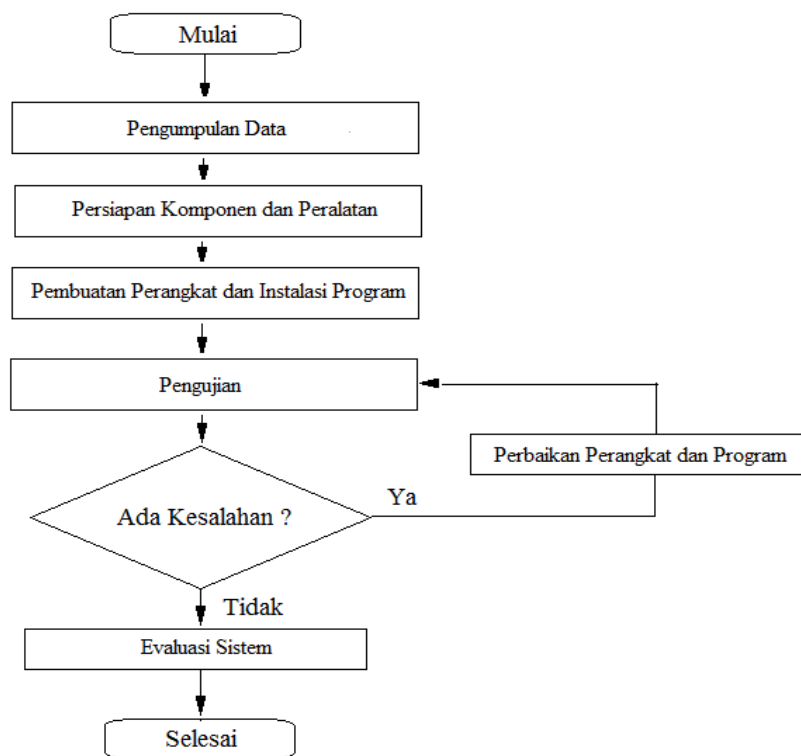 Mulai
Pengumpulan Data
Persiapan Komponen dan Peralatan
Pembuatan Perangkat dan Instalasi Program
Pengujian
Perbaikan Perangkat dan Program
Ada Kesalahan ?
Ya
Tidak
Evaluasi Sistem
Selesai